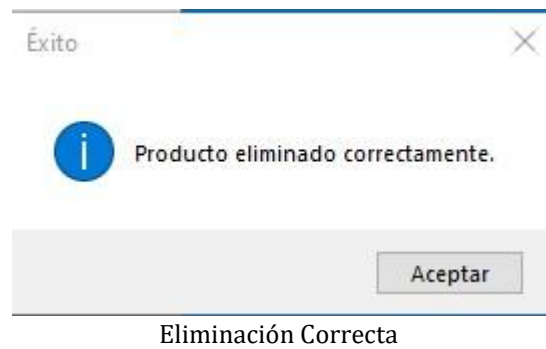 Éxito
Producto eliminado correctamente.
Aceptar
Eliminación Correcta